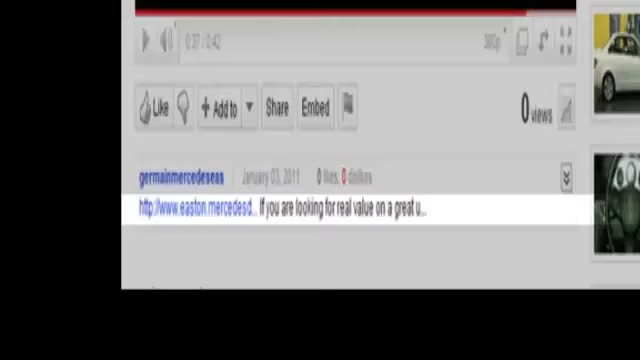 0:37 / 0:42 360p
Like Add to Share Embed 0 views
germainmercedeseas January 03, 2011 0 likes, 0 dislikes
http://www.easton.mercedesd... If you are looking for real value on a great u...